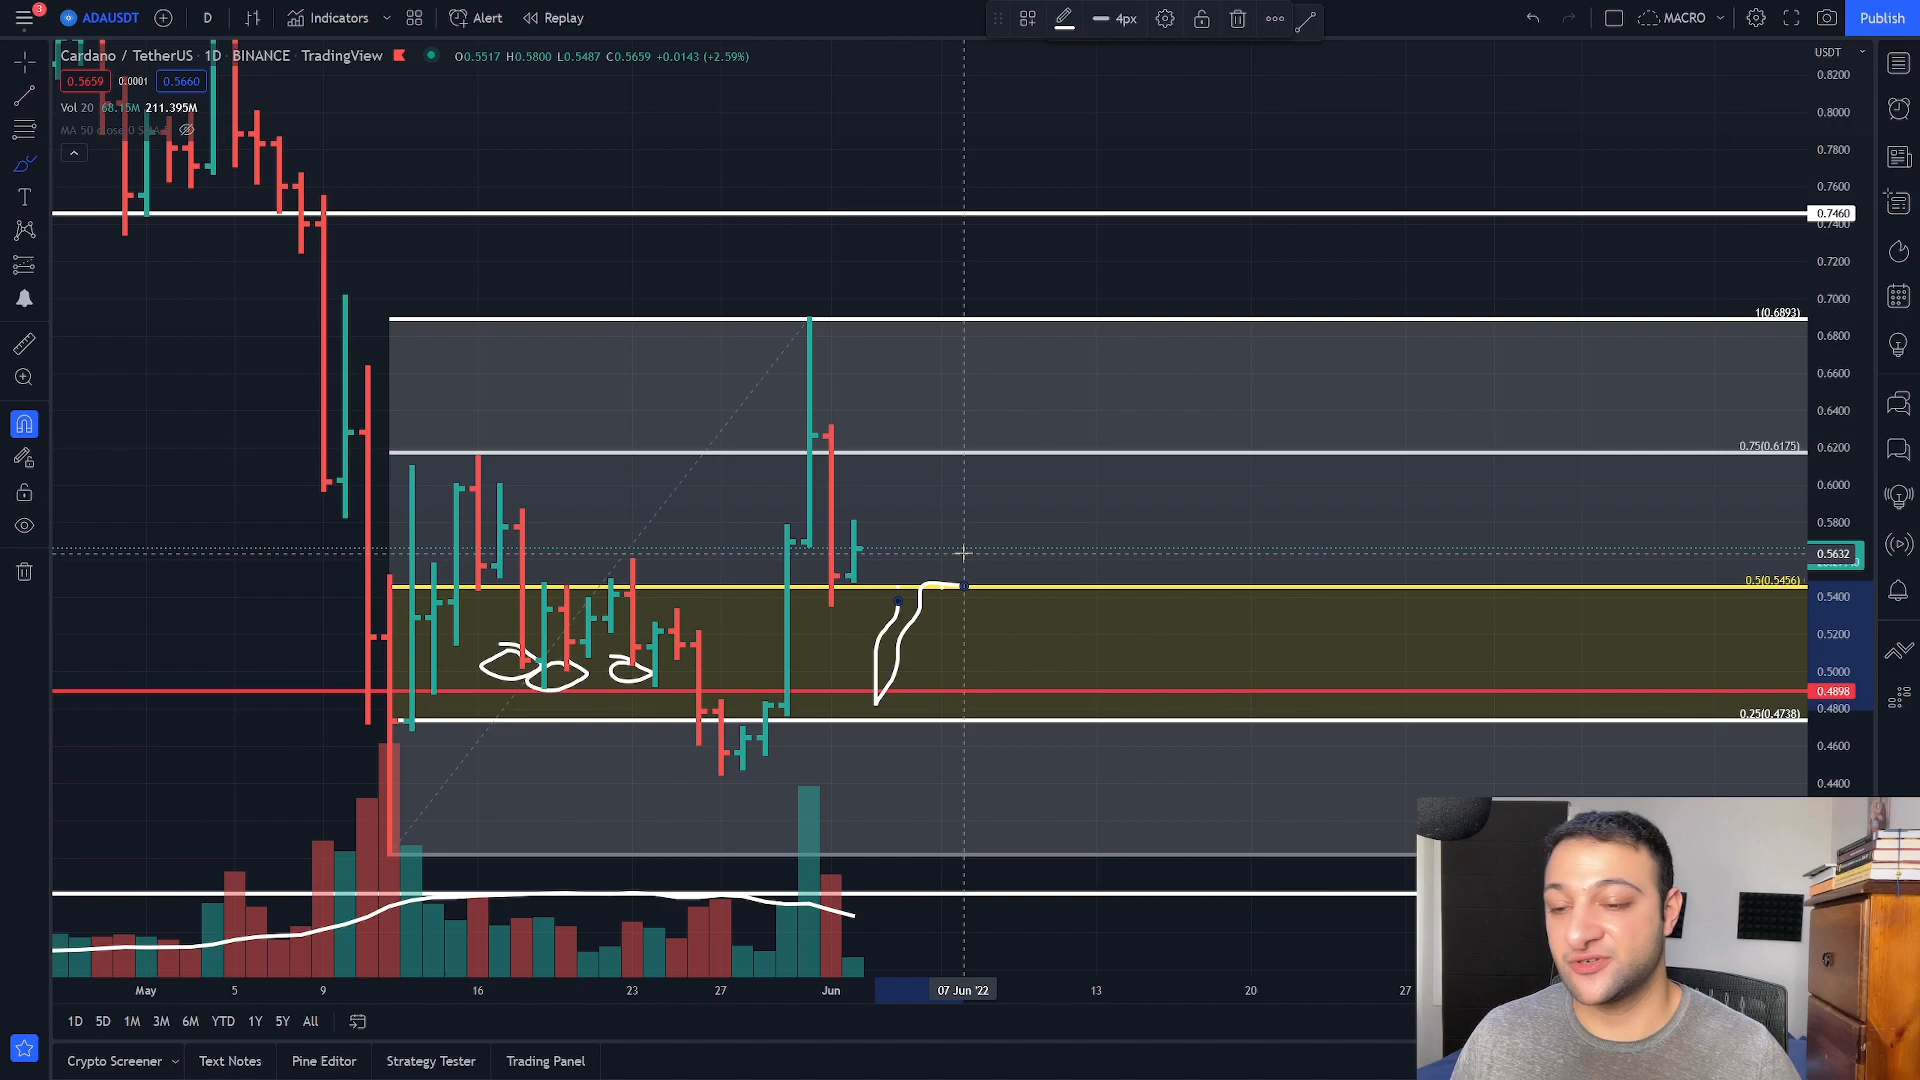 3
ADAUSDT
D
Indicators
Alert
Replay
4px
MACRO
Publish
Cardano / TetherUS · 1D · BINANCE · TradingView
O0.5517 H0.5800 L0.5487 C0.5659 +0.0143 (+2.59%)
0.5659
0.0001
0.5660
Vol 20 68.15M 211.395M
USDT
0.8200
0.8000
0.7800
0.7600
0.7460
0.7400
0.7200
0.7000
1(0.6893)
0.6800
0.6600
0.6400
0.75(0.6175)
0.6200
0.6000
0.5800
0.5632
0.5(0.5456)
0.5400
0.5200
0.5000
0.4898
0.4800
0.25(0.4738)
0.4600
0.4400
May
5
9
16
23
27
Jun
07 Jun '22
13
20
27
1D
5D
1M
3M
6M
YTD
1Y
5Y
All
Crypto Screener
Text Notes
Pine Editor
Strategy Tester
Trading Panel